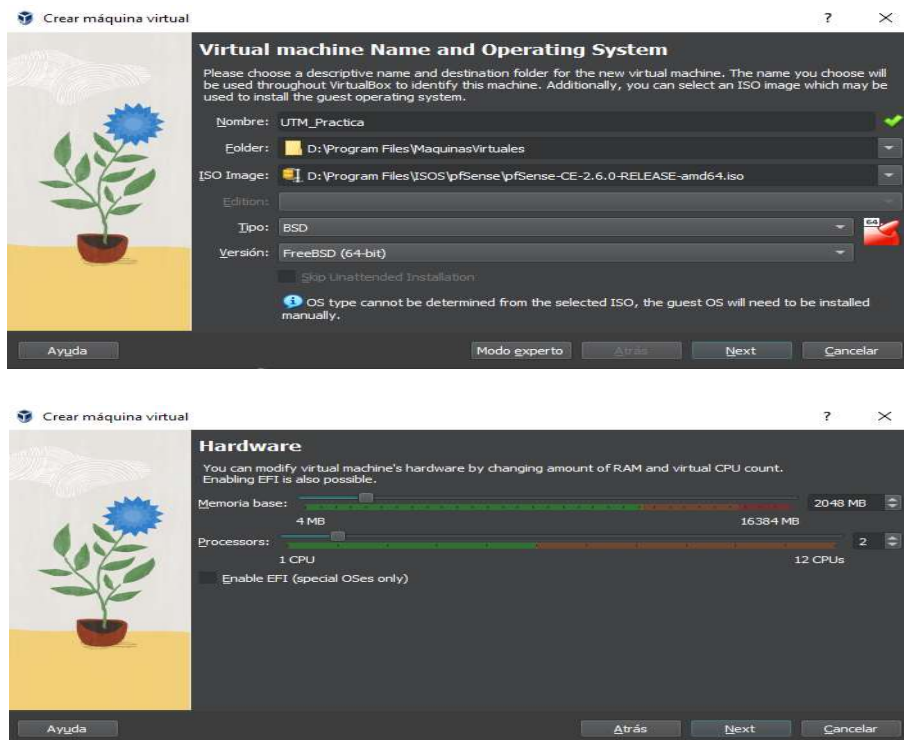 Crear máquina virtual
?
Virtual machine Name and Operating System
Please choose a descriptive name and destination folder for the new virtual machine. The name you choose will
be used throughout VirtualBox to identify this machine. Additionally, you can select an ISO image which may be
used to install the guest operating system.
Nombre: UTM_Practica
Folder: D:\Program Files\MaquinasVirtuales
ISO Image: D:\Program Files\ISOS\pfSense\pfSense-CE-2.6.0-RELEASE-amd64.iso
Edition:
Tipo: BSD
64
Versión: FreeBSD (64-bit)
Skip Unattended Installation
OS type cannot be determined from the selected ISO, the guest OS will need to be installed
manually.
Ayuda Modo experto Atrás Next Cancelar
Crear máquina virtual
?
Hardware
You can modify virtual machine's hardware by changing amount of RAM and virtual CPU count.
Enabling EFI is also possible.
Memoria base: 2048 MB
4 MB 16384 MB
Processors: 2
1 CPU 12 CPUs
Enable EFI (special OSes only)
Ayuda Atrás Next Cancelar